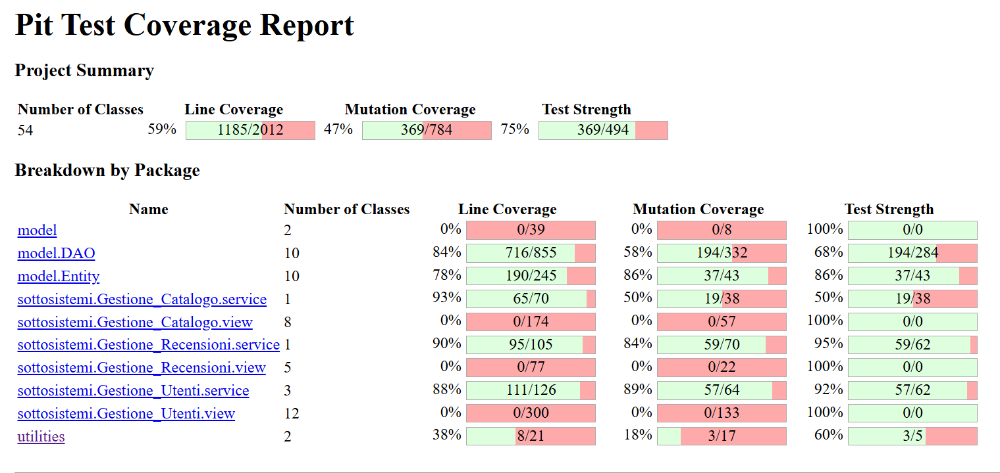 Pit Test Coverage Report
Project Summary
Number of Classes Line Coverage Mutation Coverage Test Strength
54 59% 1185/2012 47% 369/784 75% 369/494
Breakdown by Package
Name Number of Classes Line Coverage Mutation Coverage Test Strength
model 2 0% 0/39 0% 0/8 100% 0/0
model.DAO 10 84% 716/855 58% 194/332 68% 194/284
model.Entity 10 78% 190/245 86% 37/43 86% 37/43
sottosistemi.Gestione_Catalogo.service 1 93% 65/70 50% 19/38 50% 19/38
sottosistemi.Gestione_Catalogo.view 8 0% 0/174 0% 0/57 100% 0/0
sottosistemi.Gestione_Recensioni.service 1 90% 95/105 84% 59/70 95% 59/62
sottosistemi.Gestione_Recensioni.view 5 0% 0/77 0% 0/22 100% 0/0
sottosistemi.Gestione_Utenti.service 3 88% 111/126 89% 57/64 92% 57/62
sottosistemi.Gestione_Utenti.view 12 0% 0/300 0% 0/133 100% 0/0
utilities 2 38% 8/21 18% 3/17 60% 3/5